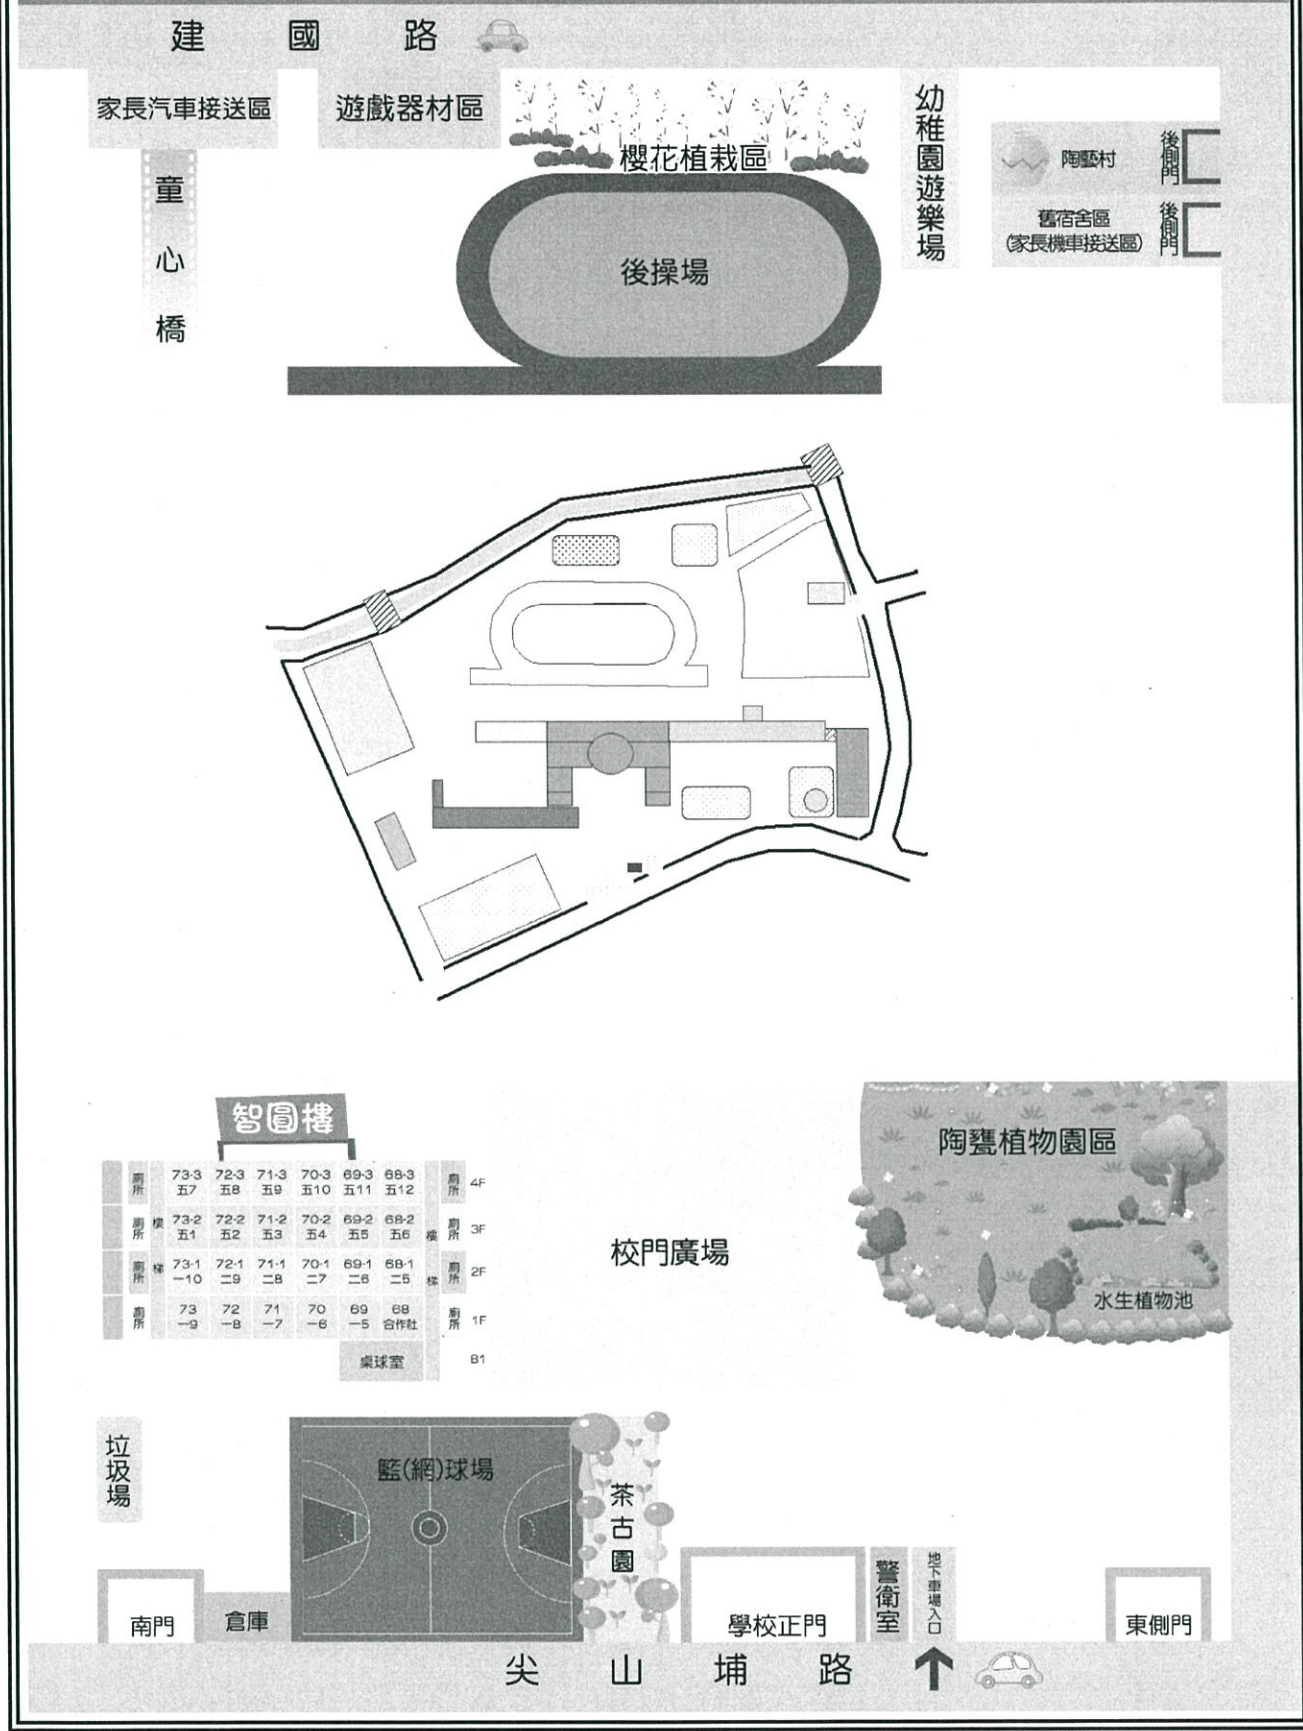 建國路
家長汽車接送區
遊戲器材區
櫻花植栽區
幼稚園遊樂場
陶藝村
後側門
舊宿舍區
(家長機車接送區)
後側門
童心橋
後操場
智圓樓
廁所 73-3 72-3 71-3 70-3 69-3 68-3 廁所 4F
五7 五8 五9 五10 五11 五12
廁所 73-2 72-2 71-2 70-2 69-2 68-2 廁所 3F
五1 五2 五3 五4 五5 五6
樓梯
樓梯
廁所 73-1 72-1 71-1 70-1 69-1 68-1 廁所 2F
一10 二9 二8 二7 二6 二5
廁所 73 72 71 70 69 68 廁所 1F
一9 一8 一7 一6 一5 合作社
桌球室 B1
校門廣場
陶甕植物園區
水生植物池
垃圾場
籃(網)球場
茶古園
南門
倉庫
學校正門
警衛室
地下車場入口
東側門
尖山埔路